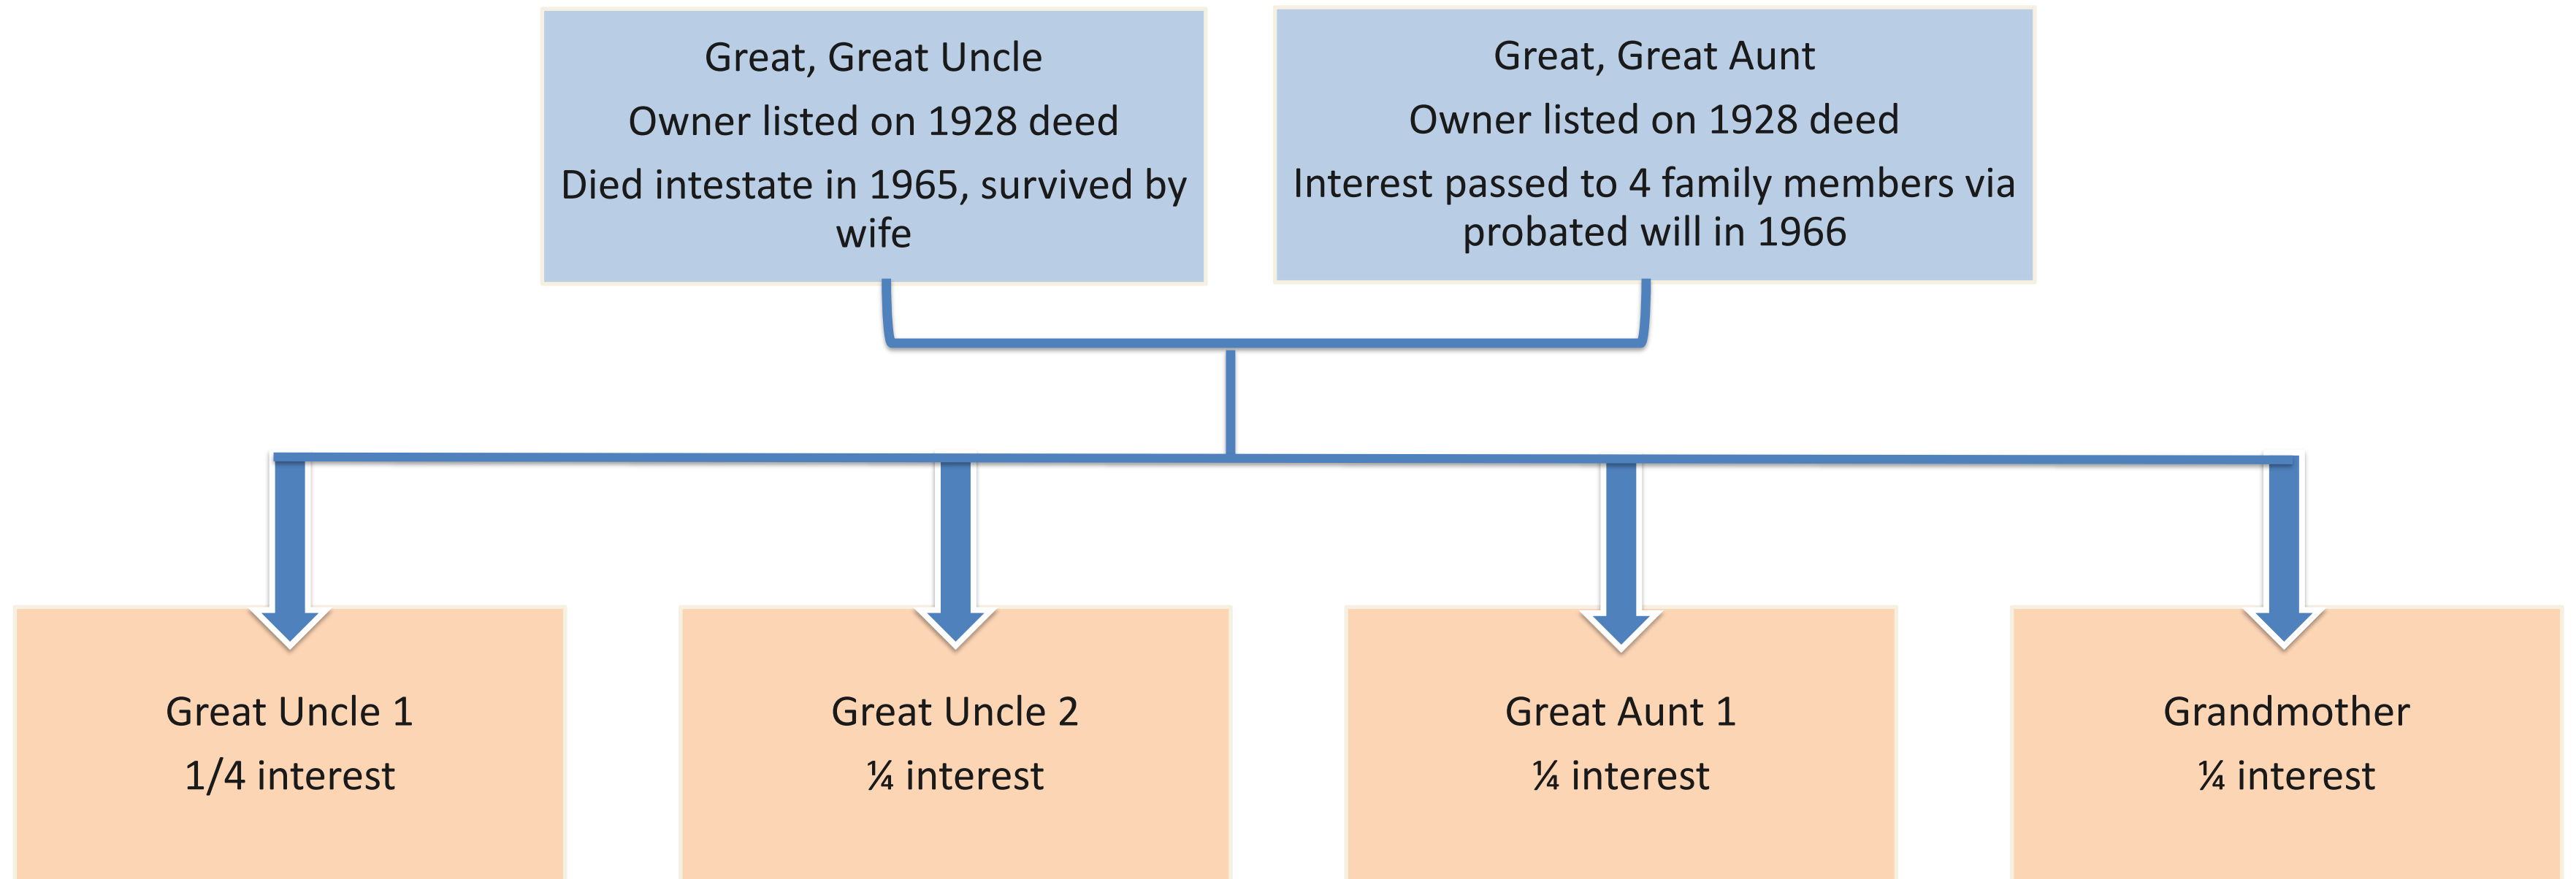 Great, Great Uncle
Owner listed on 1928 deed
Died intestate in 1965, survived by
wife
Great, Great Aunt
Owner listed on 1928 deed
Interest passed to 4 family members via
probated will in 1966
Great Uncle 1
1/4 interest
Great Uncle 2
¼ interest
Great Aunt 1
¼ interest
Grandmother
¼ interest